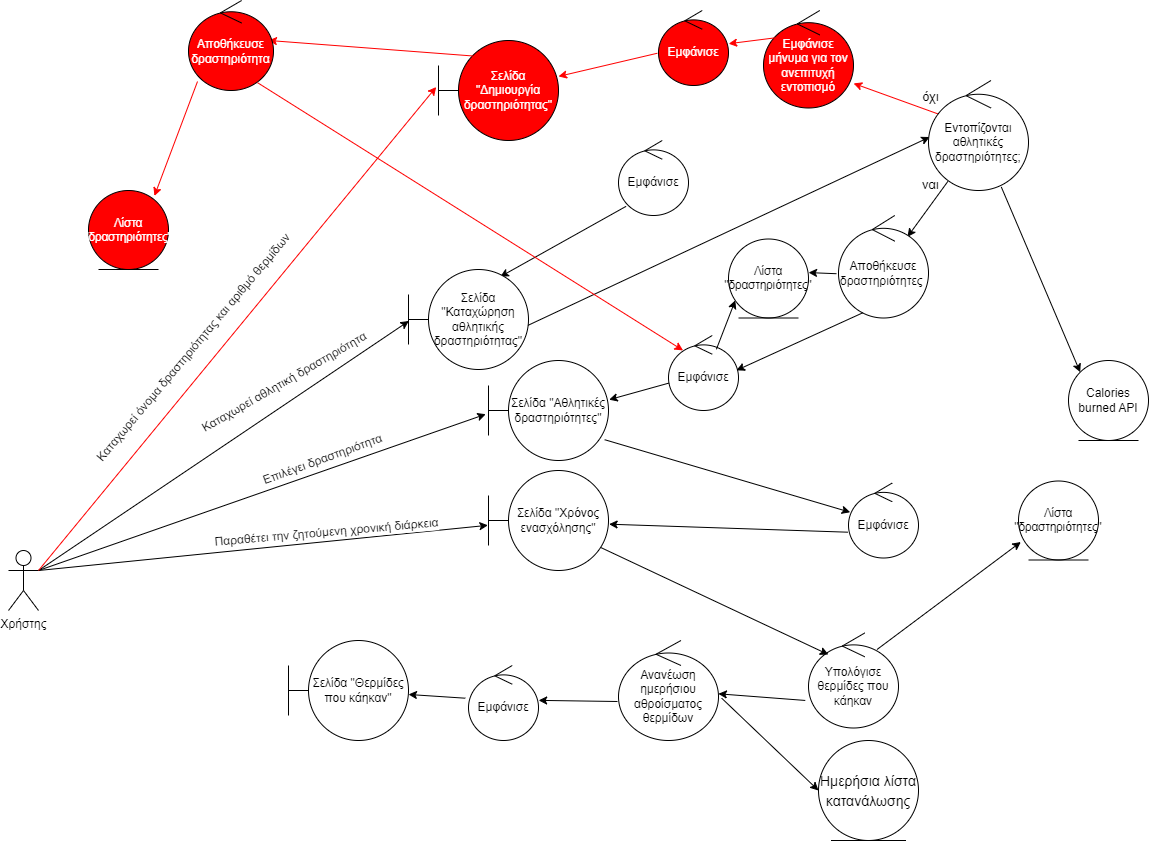 Αποθήκευσε
δραστηριότητα
Σελίδα
"Δημιουργία
δραστηριότητας"
Εμφάνισε
Εμφάνισε
μήνυμα για τον
ανεπιτυχή
εντοπισμό
όχι
Εντοπίζονται
αθλητικές
δραστηριότητες;
ναι
Εμφάνισε
Λίστα
δραστηριότητες
Καταχωρεί όνομα δραστηριότητας και αριθμό θερμίδων
Σελίδα
"Καταχώρηση
αθλητικής
δραστηριότητας"
Λίστα
"δραστηριότητες"
Αποθήκευσε
δραστηριότητες
Καταχωρεί αθλητική δραστηριότητα
Εμφάνισε
Calories
burned API
Σελίδα "Αθλητικές
δραστηριότητες"
Επιλέγει δραστηριότητα
Σελίδα "Χρόνος
ενασχόλησης"
Παραθέτει την ζητούμενη χρονική διάρκεια
Εμφάνισε
Λίστα
"δραστηριότητες"
Χρήστης
Σελίδα "Θερμίδες
που κάηκαν"
Εμφάνισε
Ανανέωση
ημερήσιου
αθροίσματος
θερμίδων
Υπολόγισε
θερμίδες που
κάηκαν
Ημερήσια λίστα
κατανάλωσης